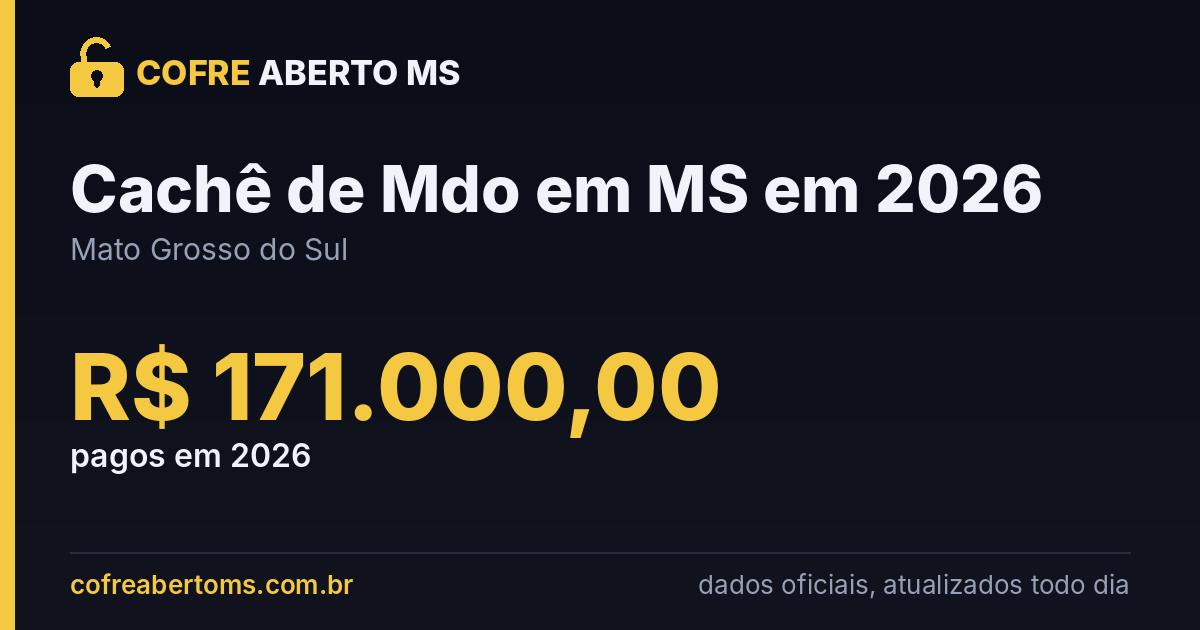 COFRE ABERTO MS
Cachê de Mdo em MS em 2026
Mato Grosso do Sul
R$ 171.000,00
pagos em 2026
cofreabertoms.com.br
dados oficiais, atualizados todo dia